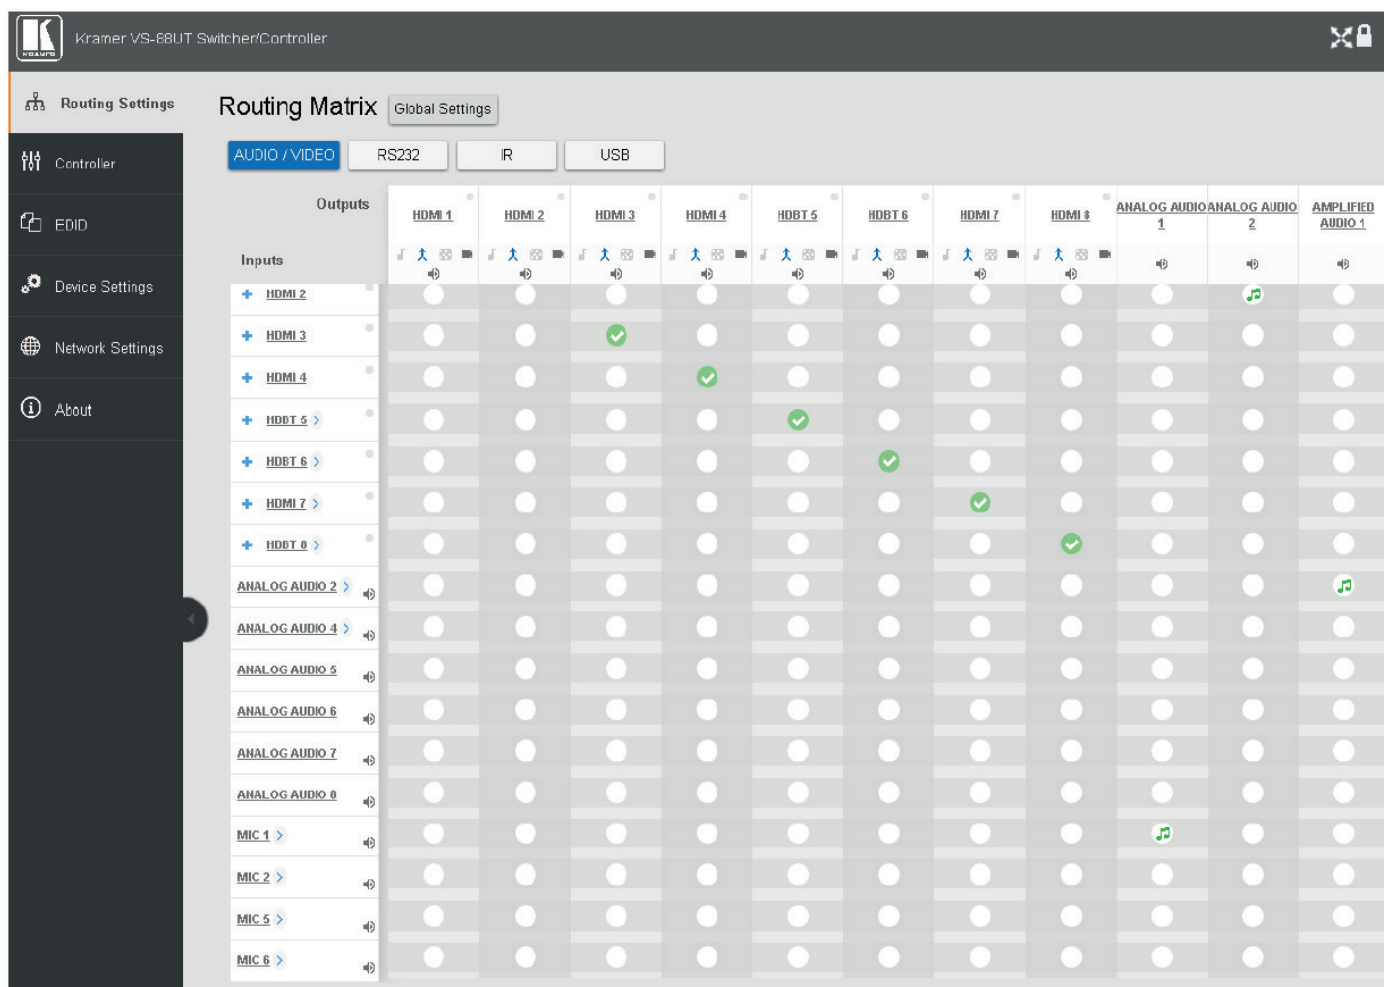 KRAMER
Kramer VS-88UT Switcher/Controller
Routing Settings
Controller
EDID
Device Settings
Network Settings
About
Routing Matrix
Global Settings
AUDIO / VIDEO
RS232
IR
USB
Outputs
HDMI 1
HDMI 2
HDMI 3
HDMI 4
HDBT 5
HDBT 6
HDMI 7
HDMI 8
ANALOG AUDIO
1
ANALOG AUDIO
2
AMPLIFIED
AUDIO 1
Inputs
HDMI 2
HDMI 3
HDMI 4
HDBT 5
HDBT 6
HDMI 7
HDBT 8
ANALOG AUDIO 2
ANALOG AUDIO 4
ANALOG AUDIO 5
ANALOG AUDIO 6
ANALOG AUDIO 7
ANALOG AUDIO 8
MIC 1
MIC 2
MIC 5
MIC 6